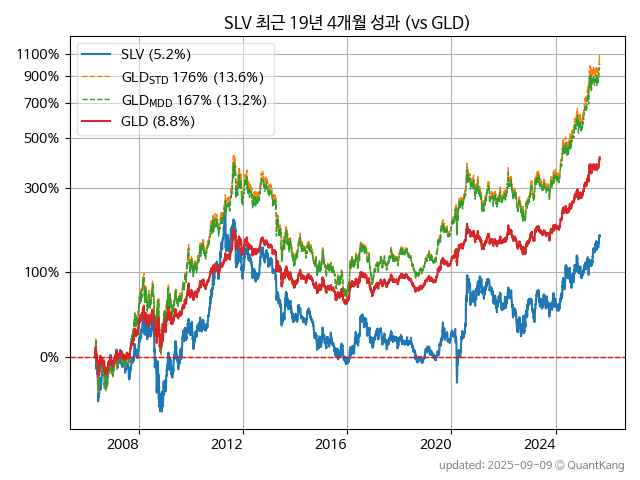 SLV 최근 19년 4개월 성과 (vs GLD)
SLV (5.2%)
GLD_STD 176% (13.6%)
GLD_MDD 167% (13.2%)
GLD (8.8%)
1100%
900%
700%
500%
300%
100%
0%
2008 2012 2016 2020 2024
updated: 2025-09-09 © QuantKang